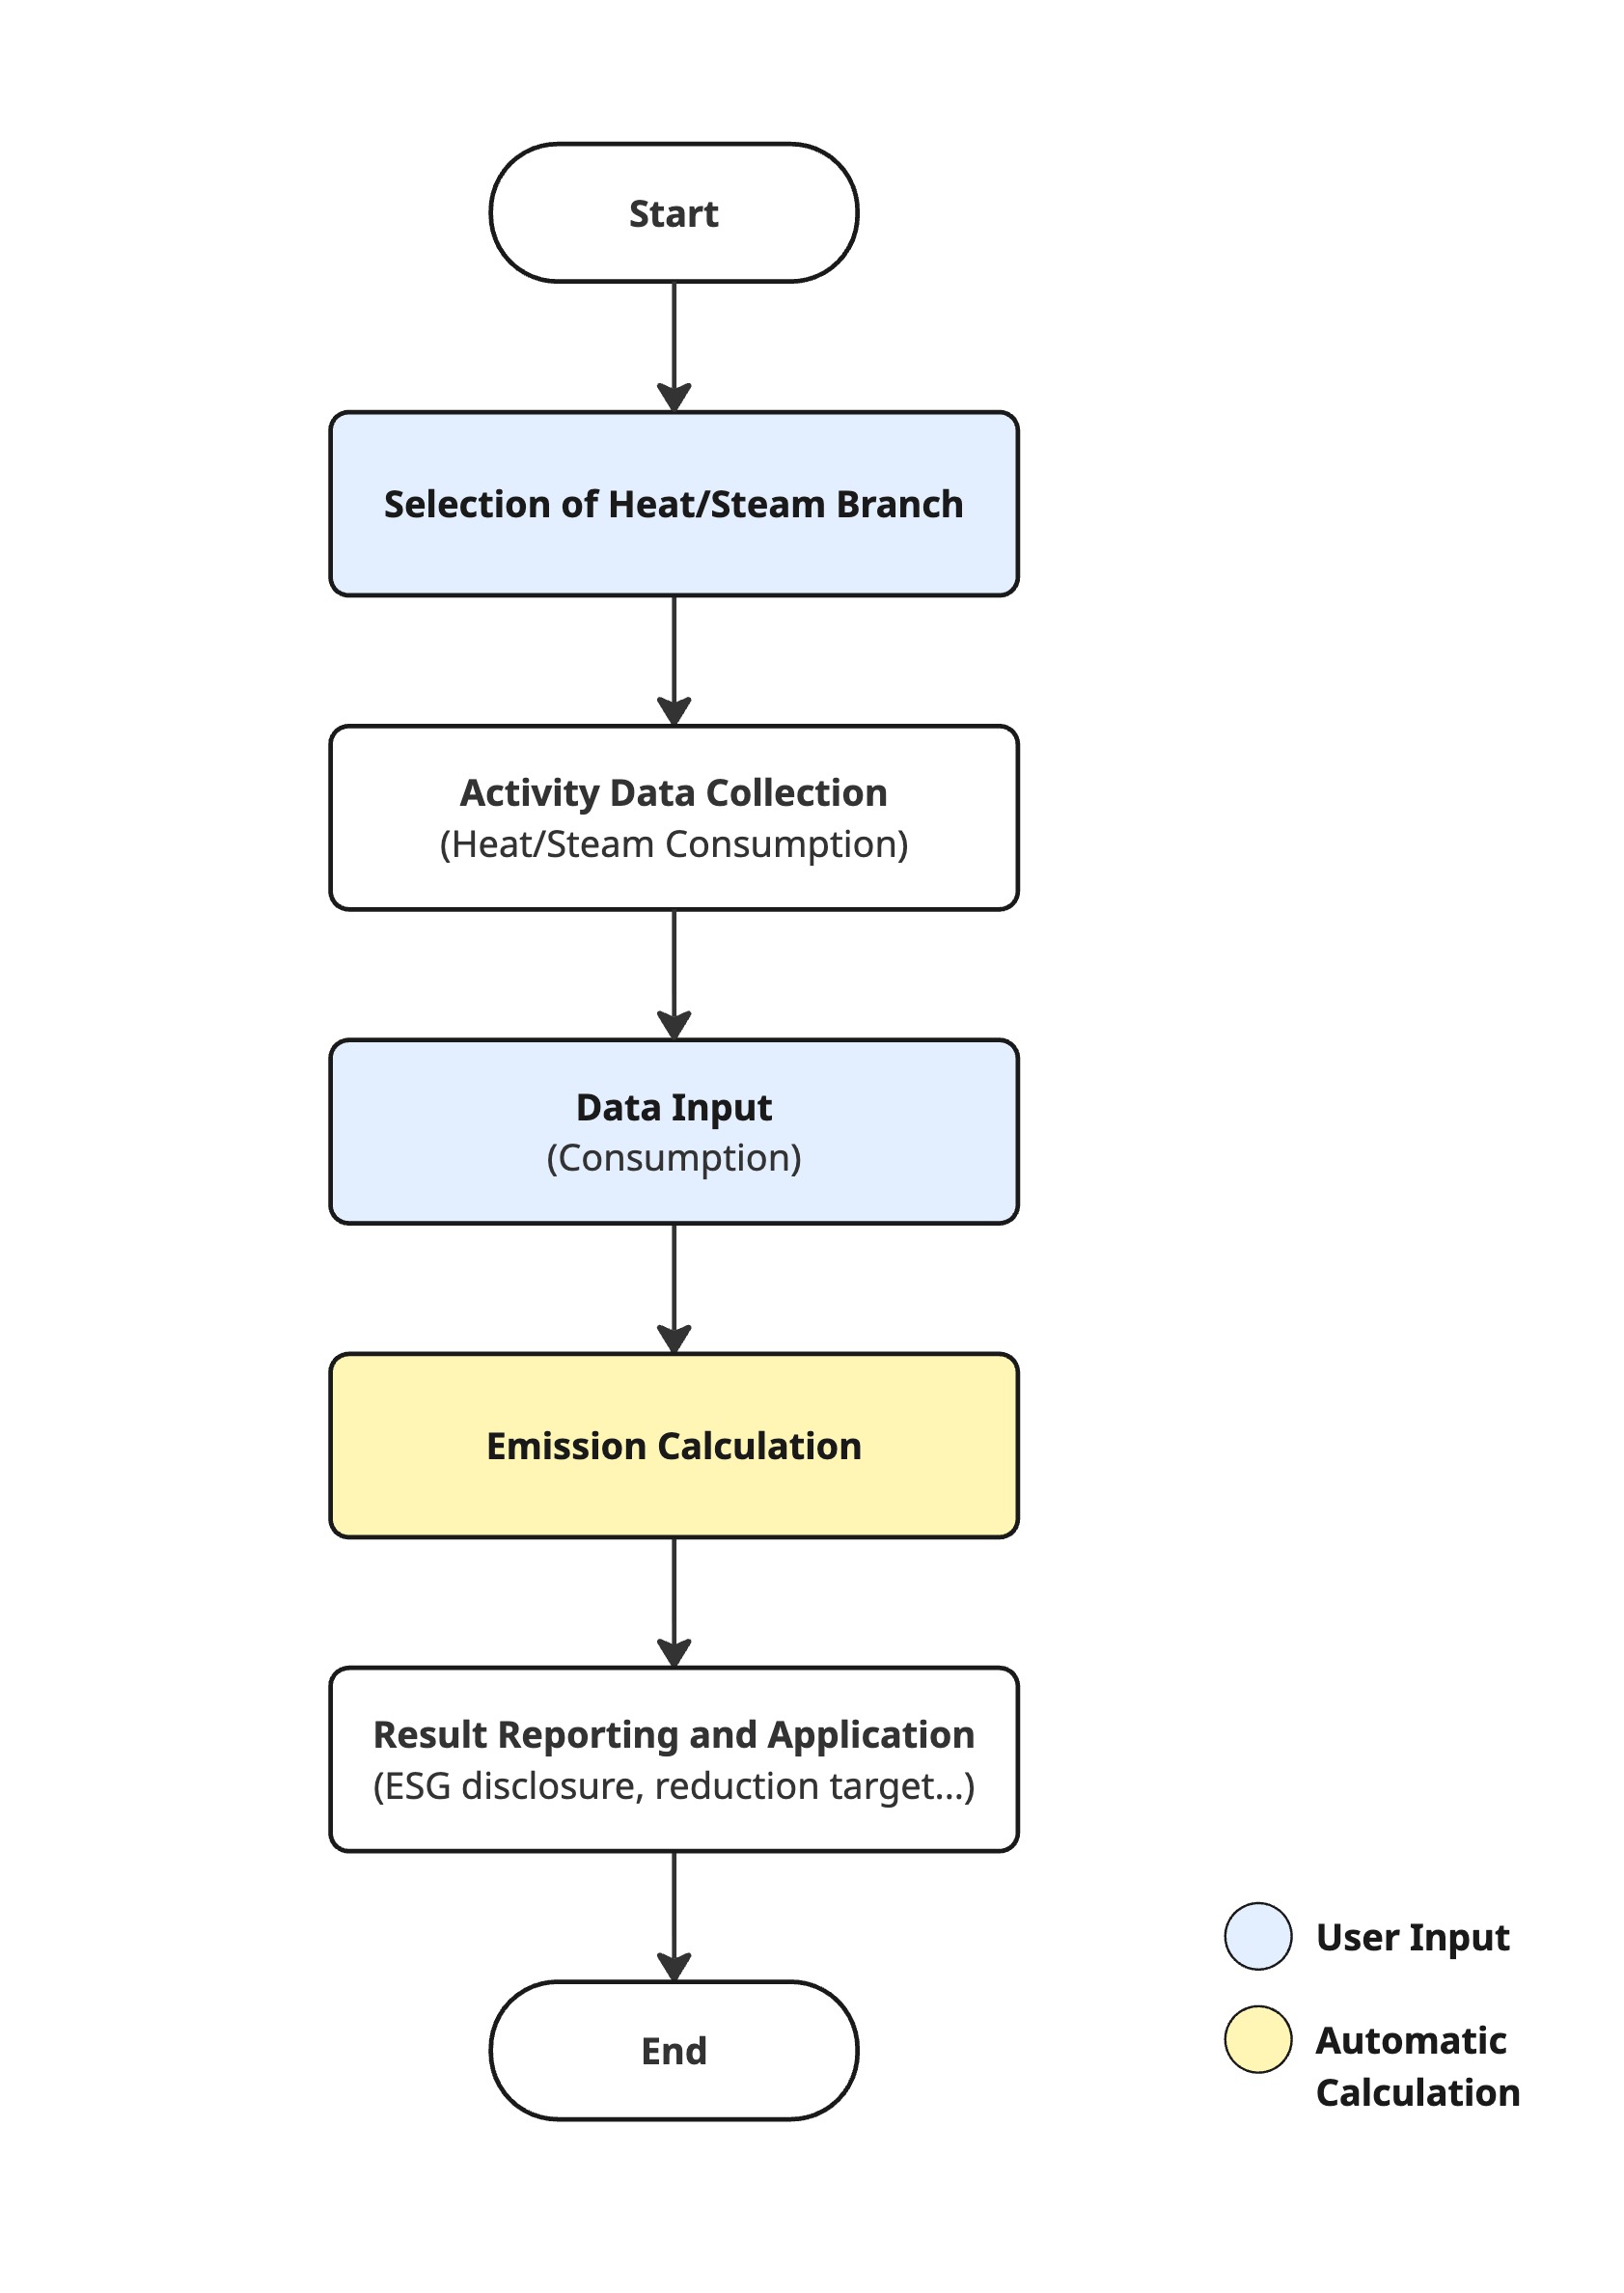 Start
Selection of Heat/Steam Branch
Activity Data Collection
(Heat/Steam Consumption)
Data Input
(Consumption)
Emission Calculation
Result Reporting and Application
(ESG disclosure, reduction target...)
End
User Input
Automatic
Calculation